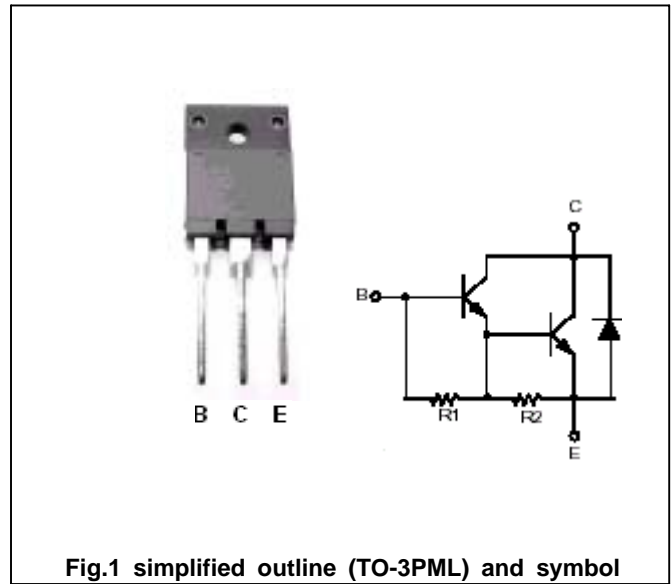 C
B
R1
R2
B C E
E
Fig.1 simplified outline (TO-3PML) and symbol